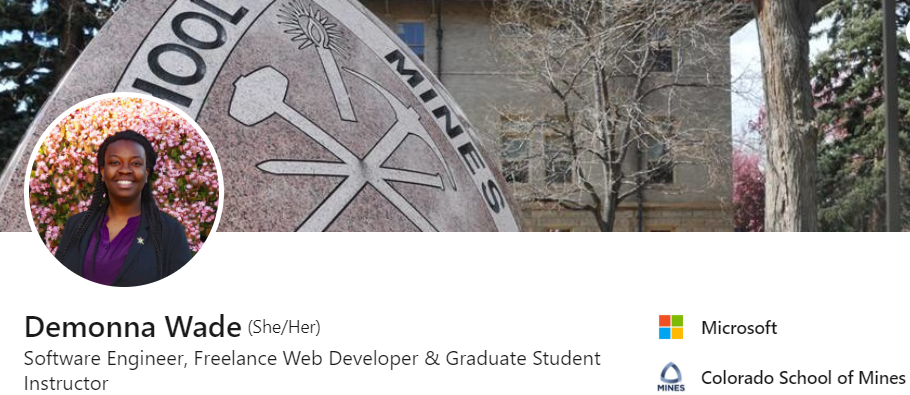 HOOL
MINES
Demonna Wade (She/Her)
Software Engineer, Freelance Web Developer & Graduate Student
Instructor
Microsoft
MINES
Colorado School of Mines